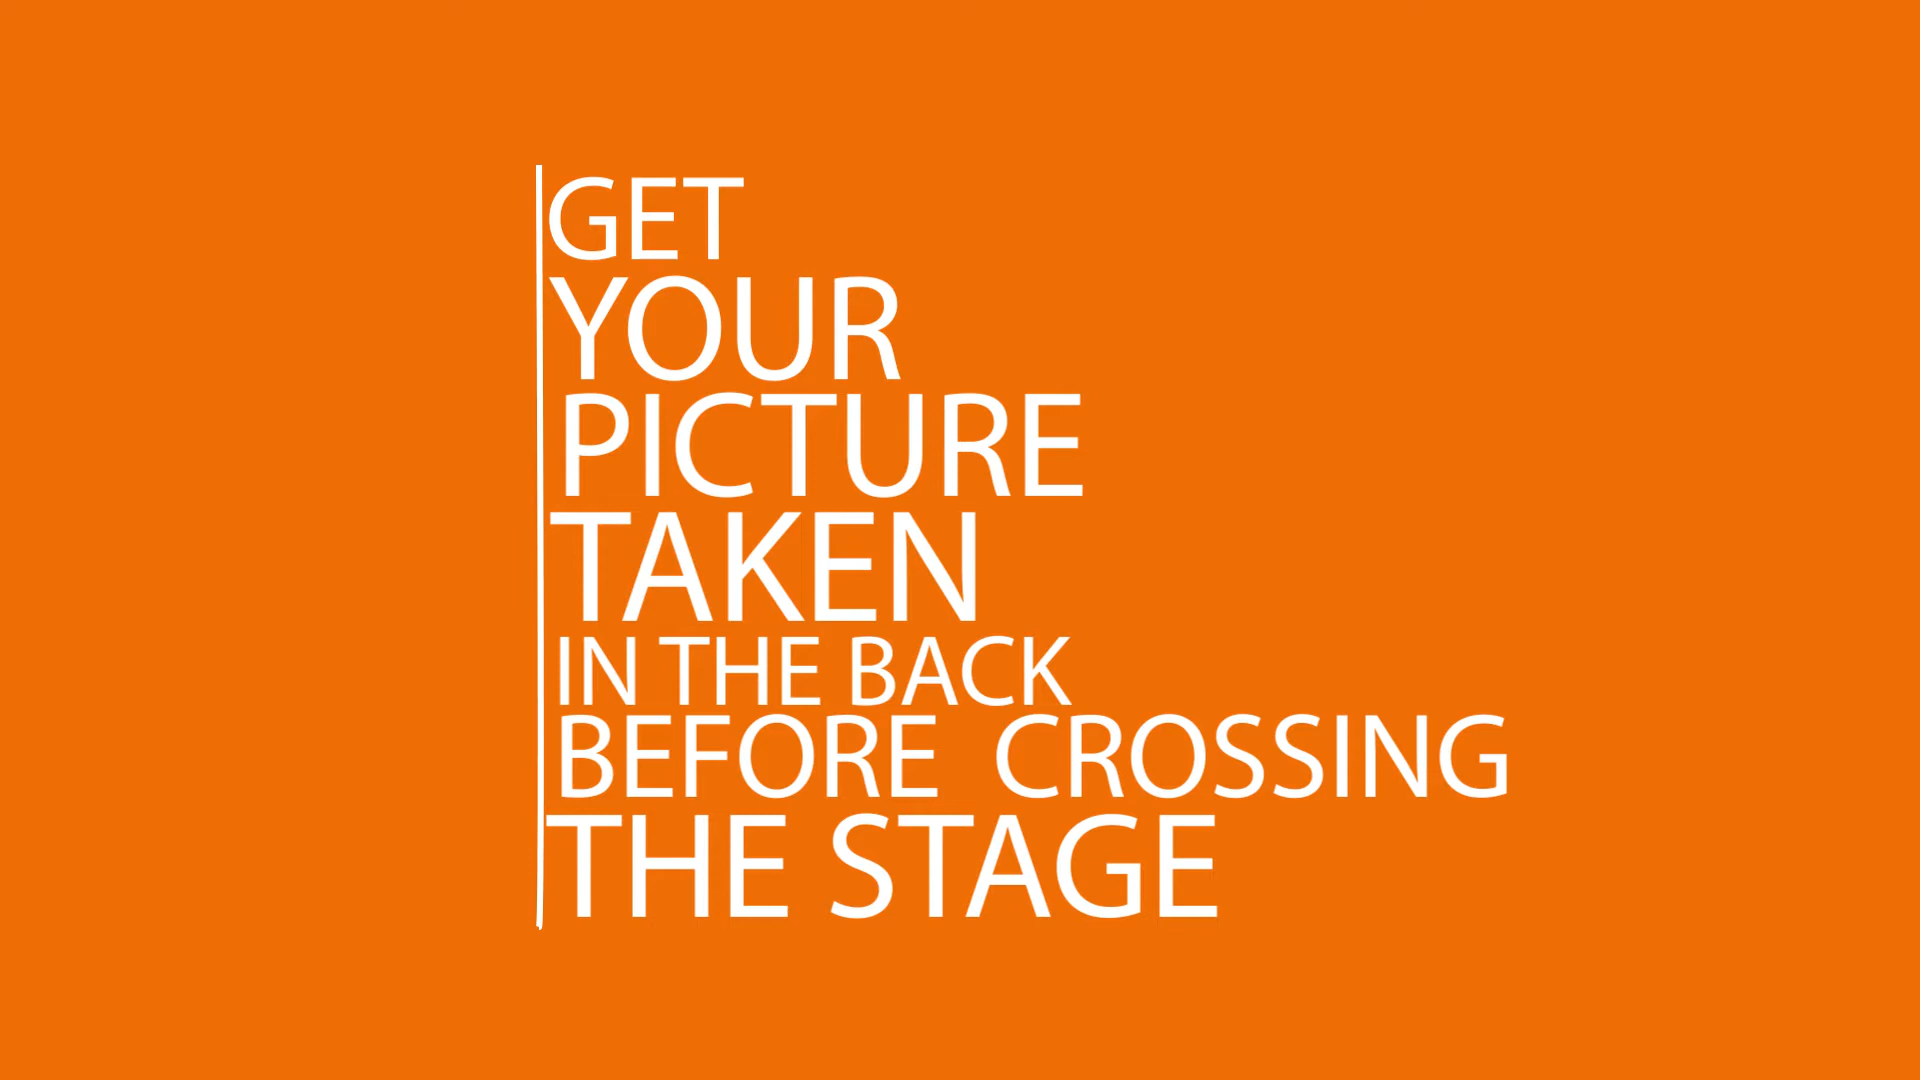 GET
YOUR
PICTURE
TAKEN
IN THE BACK
BEFORE CROSSING
THE STAGE